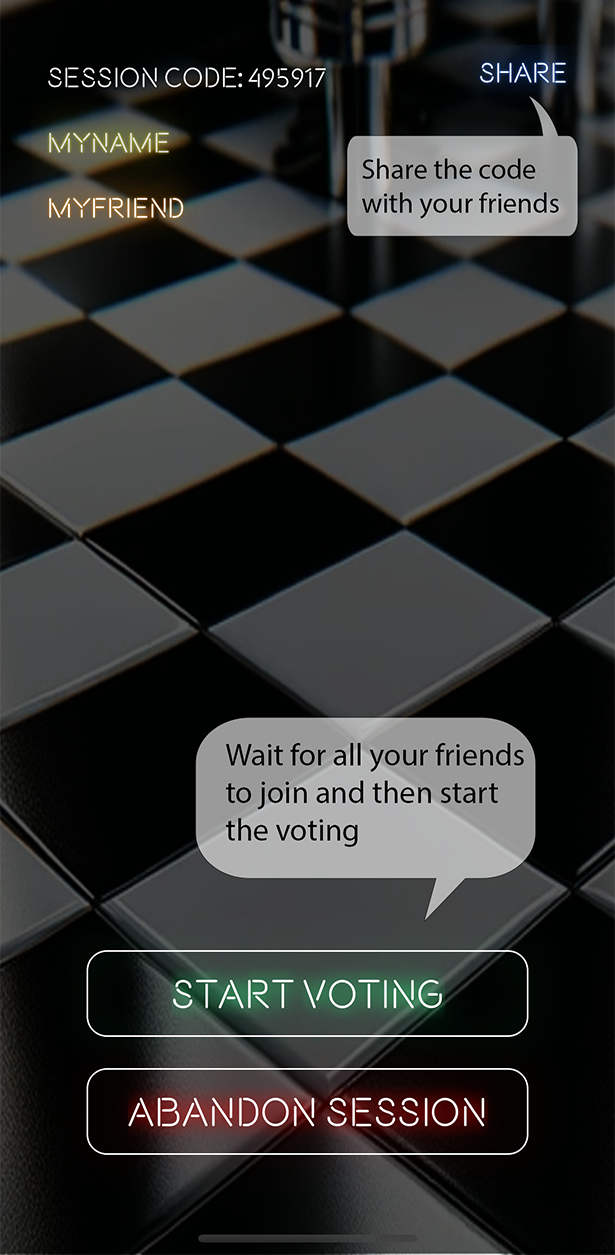 SESSION CODE: 495917
SHARE
MYNAME
Share the code
with your friends
MYFRIEND
Wait for all your friends
to join and then start
the voting
START VOTING
ABANDON SESSION